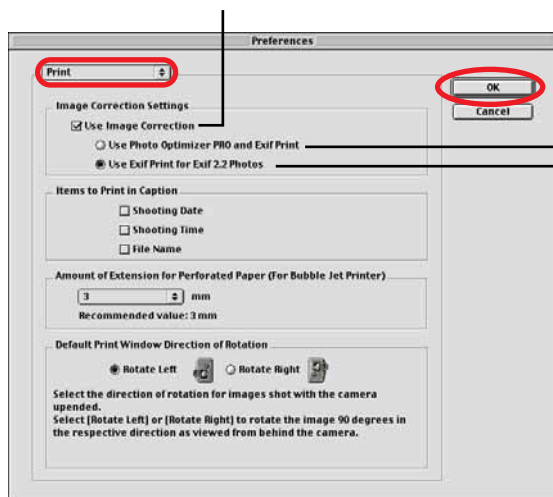 Preferences
Print
OK
Cancel
Image Correction Settings
Use Image Correction
Use Photo Optimizer PRO and Exif Print
Use Exif Print for Exif 2.2 Photos
Items to Print in Caption
Shooting Date
Shooting Time
File Name
Amount of Extension for Perforated Paper (For Bubble Jet Printer)
3 mm
Recommended value: 3 mm
Default Print Window Direction of Rotation
Rotate Left Rotate Right
Select the direction of rotation for images shot with the camera
upended.
Select [Rotate Left] or [Rotate Right] to rotate the image 90 degrees in
the respective direction as viewed from behind the camera.